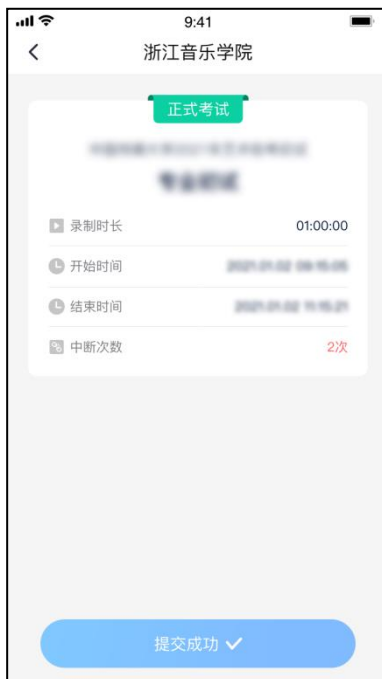 9:41
浙江音乐学院
正式考试
录制时长 01:00:00
开始时间
结束时间
中断次数 2次
提交成功